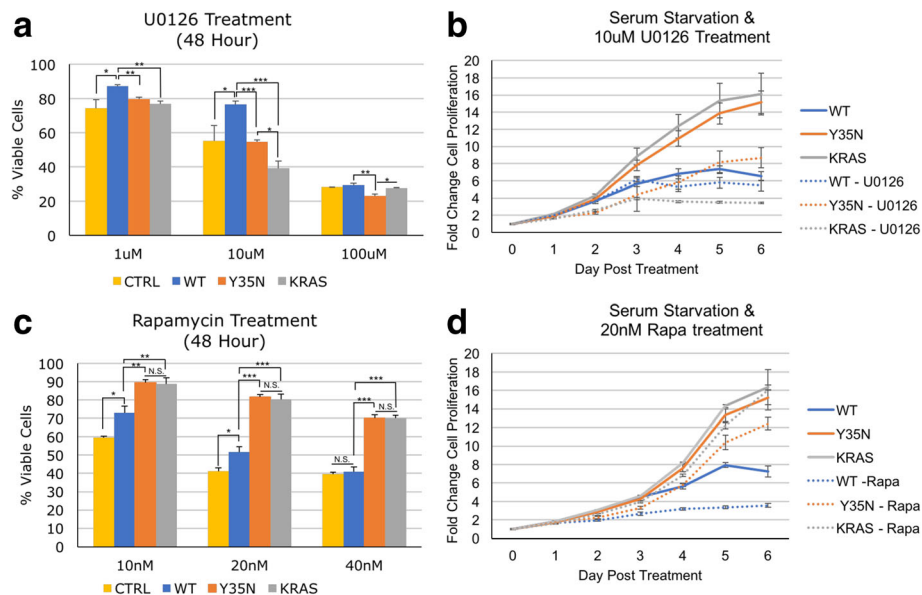 a
U0126 Treatment
(48 Hour)
% Viable Cells
100
80
60
40
20
0
* ** **
* *** *** *
** *
1uM 10uM 100uM
CTRL WT Y35N KRAS
b
Serum Starvation &
10uM U0126 Treatment
Fold Change Cell Proliferation
20
18
16
14
12
10
8
6
4
2
0
0 1 2 3 4 5 6
Day Post Treatment
WT
Y35N
KRAS
WT - U0126
Y35N - U0126
KRAS - U0126
c
Rapamycin Treatment
(48 Hour)
% Viable Cells
100
90
80
70
60
50
40
30
20
10
0
* ** ** N.S.
* *** *** N.S.
N.S. *** *** N.S.
10nM 20nM 40nM
CTRL WT Y35N KRAS
d
Serum Starvation &
20nM Rapa treatment
Fold Change Cell Proliferation
20
18
16
14
12
10
8
6
4
2
0
0 1 2 3 4 5 6
Day Post Treatment
WT
Y35N
KRAS
WT -Rapa
Y35N - Rapa
KRAS - Rapa